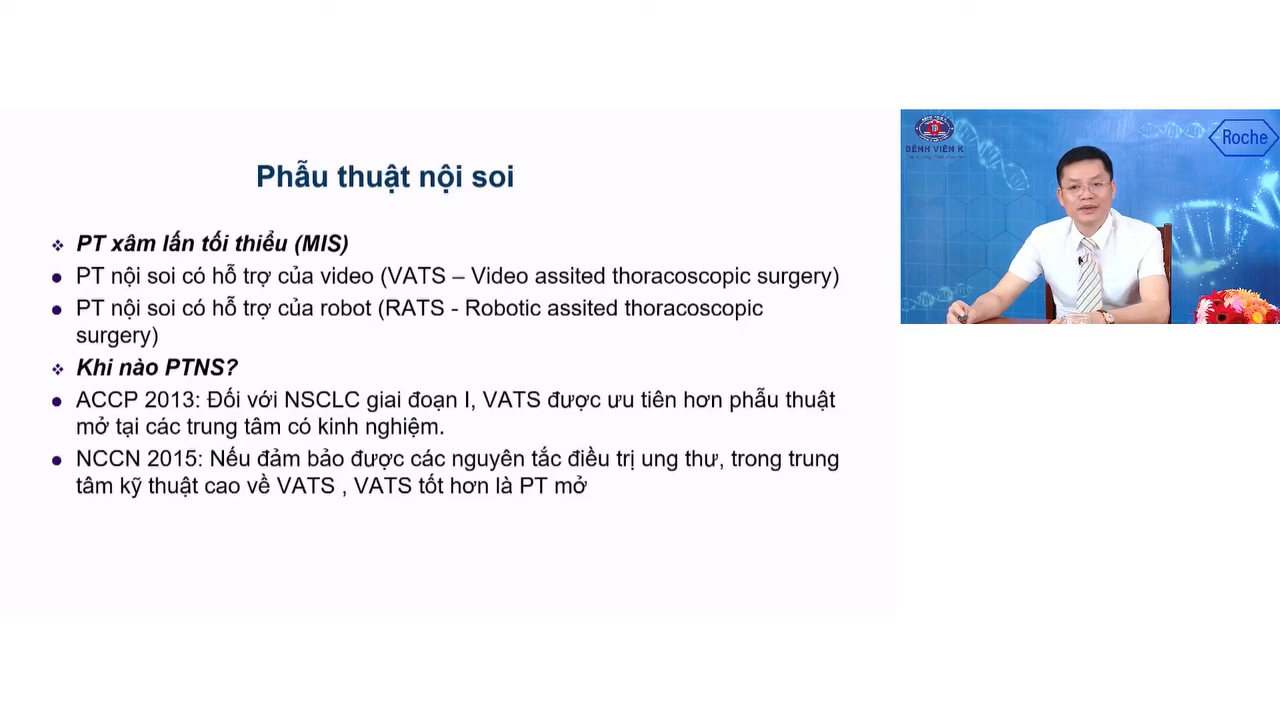 Phẫu thuật nội soi
PT xâm lấn tối thiểu (MIS)
PT nội soi có hỗ trợ của video (VATS – Video assited thoracoscopic surgery)
PT nội soi có hỗ trợ của robot (RATS - Robotic assited thoracoscopic
surgery)
Khi nào PTNS?
ACCP 2013: Đối với NSCLC giai đoạn I, VATS được ưu tiên hơn phẫu thuật
mở tại các trung tâm có kinh nghiệm.
NCCN 2015: Nếu đảm bảo được các nguyên tắc điều trị ung thư, trong trung
tâm kỹ thuật cao về VATS , VATS tốt hơn là PT mở
BỆNH VIỆN K
Roche